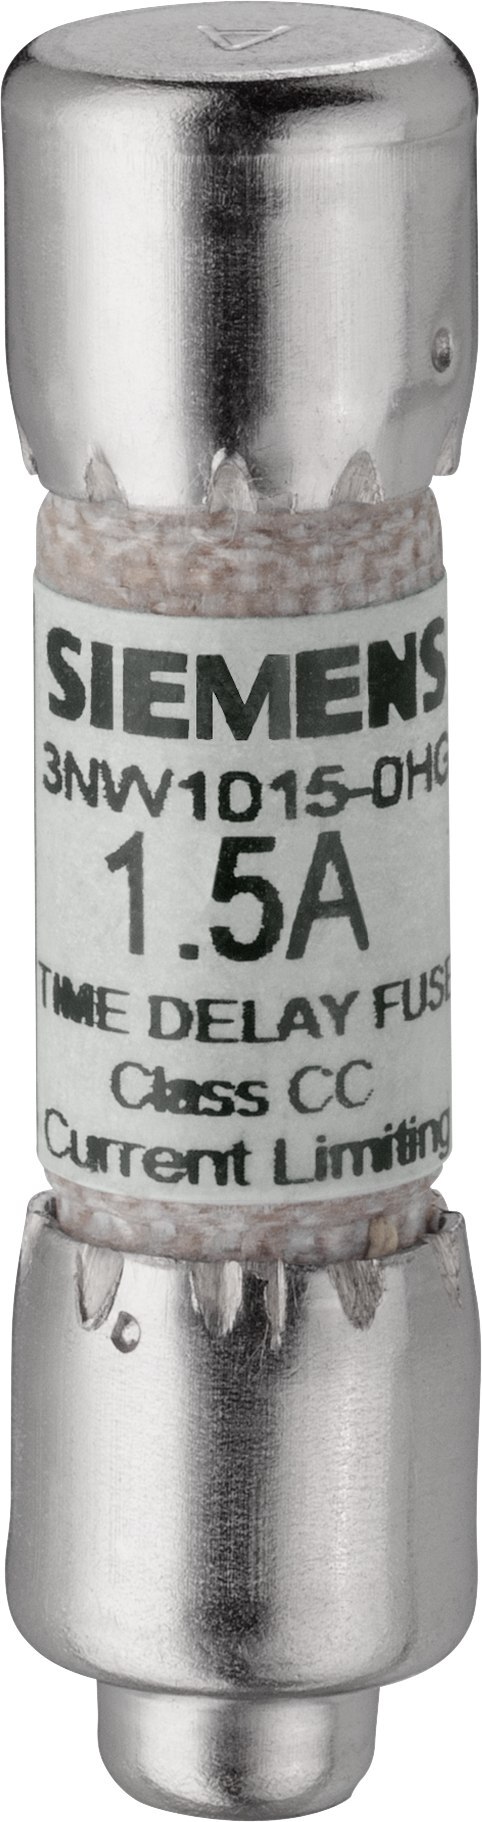 SIEMENS
3NW1015-0HG
1.5A
TIME DELAY FUSE
Class CC
Current Limiting